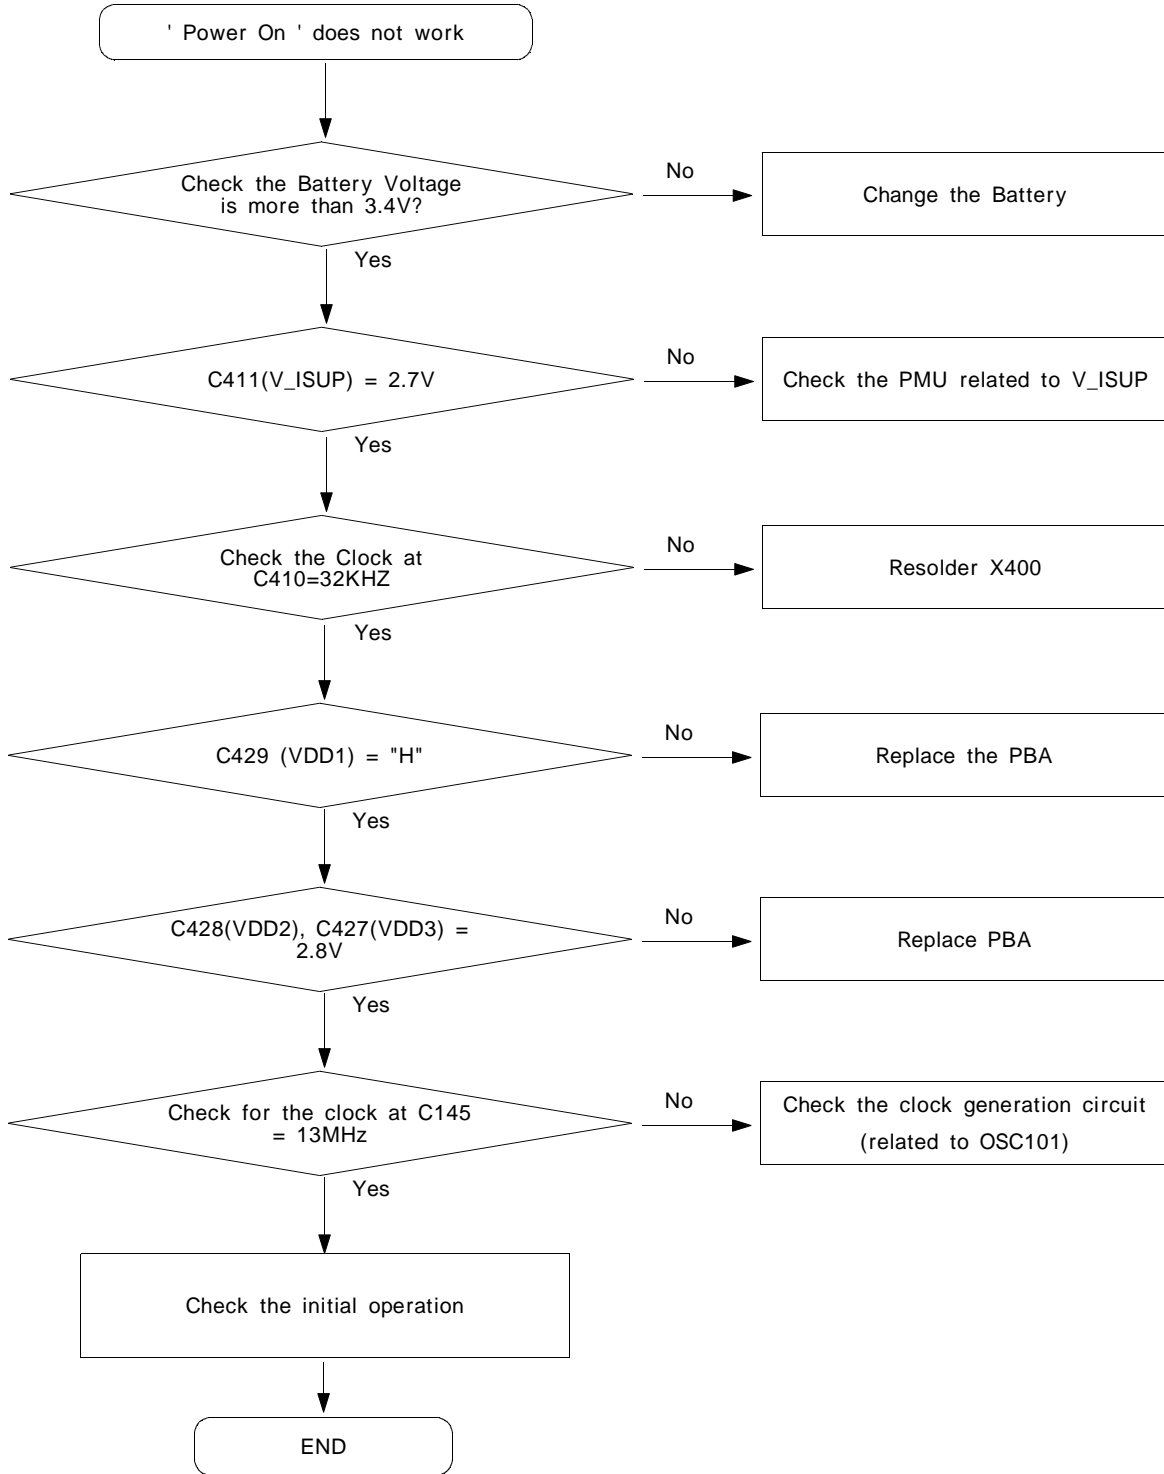 ' Power On ' does not work
Check the Battery Voltage
is more than 3.4V?
No
Change the Battery
Yes
C411(V_ISUP) = 2.7V
No
Check the PMU related to V_ISUP
Yes
Check the Clock at
C410=32KHZ
No
Resolder X400
Yes
C429 (VDD1) = "H"
No
Replace the PBA
Yes
C428(VDD2), C427(VDD3) =
2.8V
No
Replace PBA
Yes
Check for the clock at C145
= 13MHz
No
Check the clock generation circuit
(related to OSC101)
Yes
Check the initial operation
END